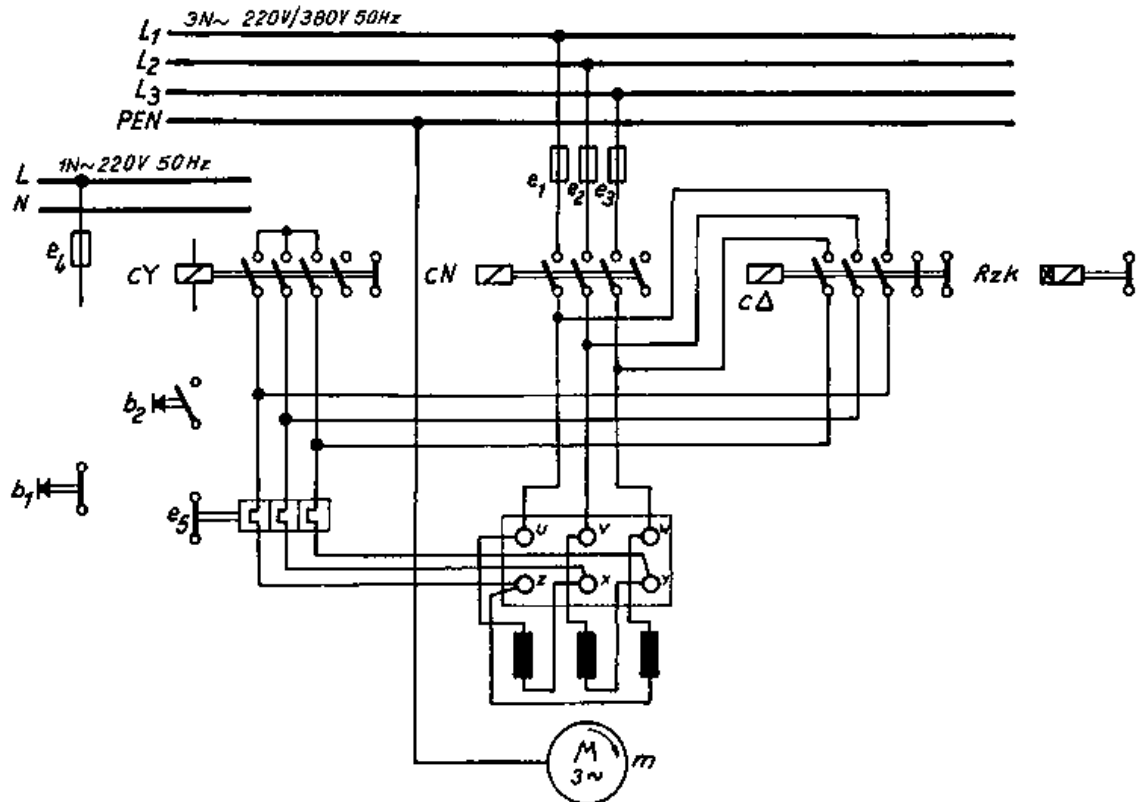 3N~ 220V/380V 50Hz
L1
L2
L3
PEN
1N~220V 50Hz
L
N
e1 e2 e3
e4
CY
CN
CΔ
Rzk
b2
b1
e5
U V W
Z X Y
M
3~
m